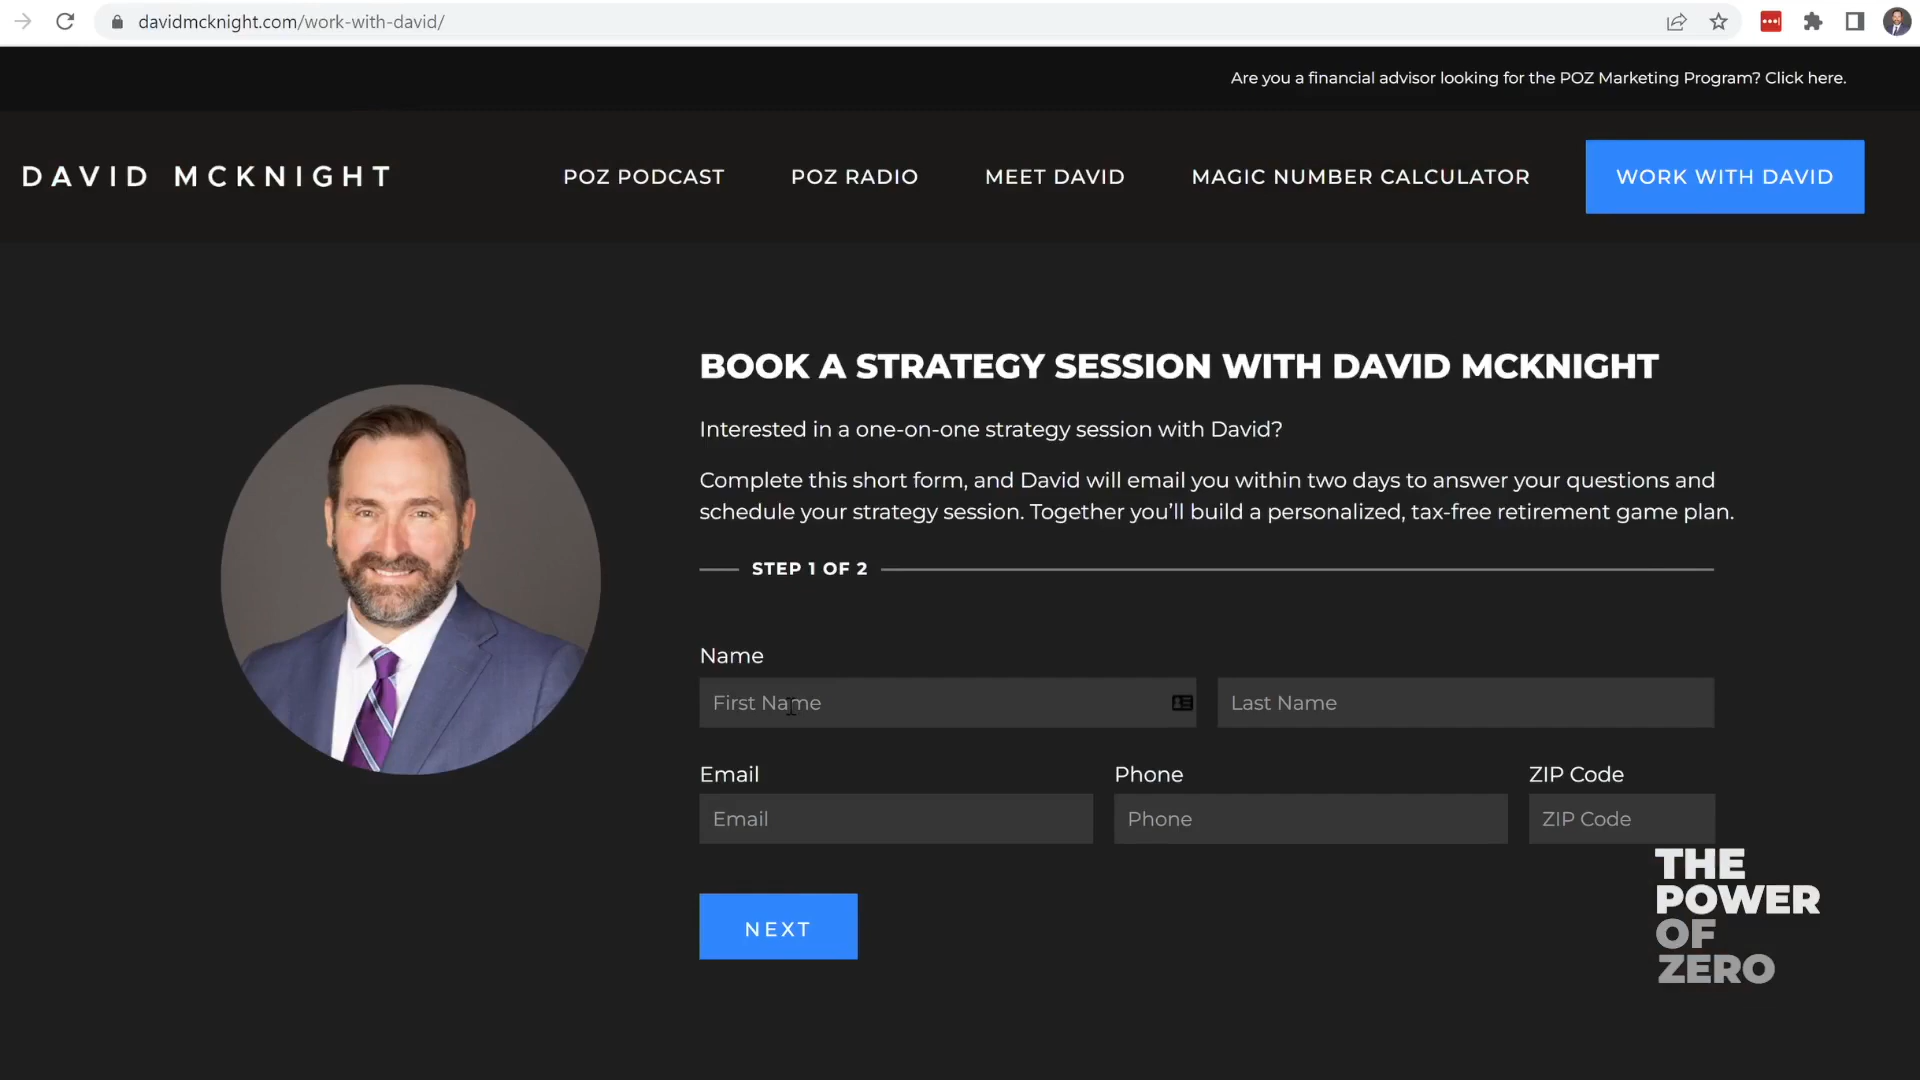 davidmcknight.com/work-with-david/
Are you a financial advisor looking for the POZ Marketing Program? Click here.
DAVID MCKNIGHT
POZ PODCAST
POZ RADIO
MEET DAVID
MAGIC NUMBER CALCULATOR
WORK WITH DAVID
BOOK A STRATEGY SESSION WITH DAVID MCKNIGHT
Interested in a one-on-one strategy session with David?
Complete this short form, and David will email you within two days to answer your questions and
schedule your strategy session. Together you’ll build a personalized, tax-free retirement game plan.
STEP 1 OF 2
Name
First Name
Last Name
Email
Phone
ZIP Code
Email
Phone
ZIP Code
NEXT
THE
POWER
OF
ZERO